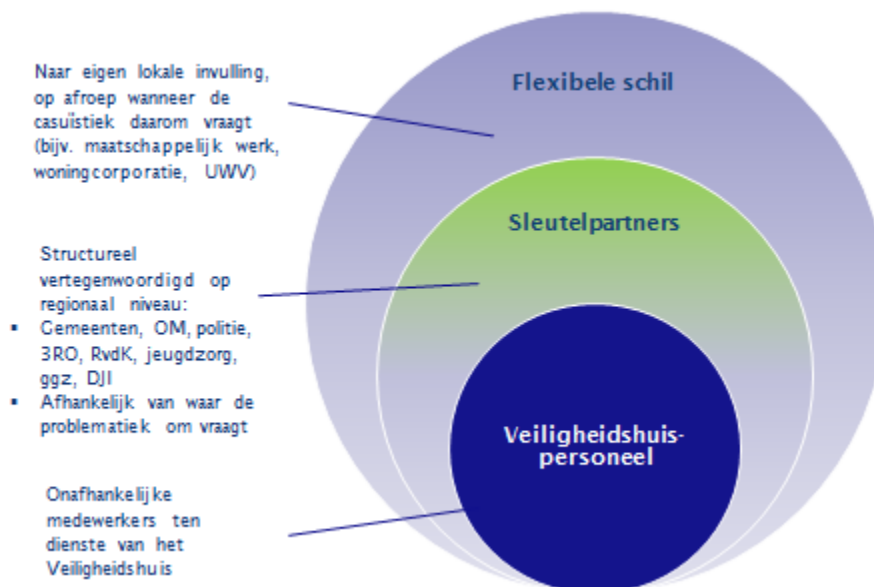 Flexibele schil
Naar eigen lokale invulling,
op afroep wanneer de
casuïstiek daarom vraagt
(bijv. maatschappelijk werk,
woningcorporatie, UWV)
Sleutelpartners
Structureel
vertegenwoordigd op
regionaal niveau:
▪ Gemeenten, OM, politie,
3RO, RvdK, jeugdzorg,
ggz, DJI
▪ Afhankelijk van waar de
problematiek om vraagt
Veiligheidshuis-
personeel
Onafhankelijke
medewerkers ten
dienste van het
Veiligheidshuis